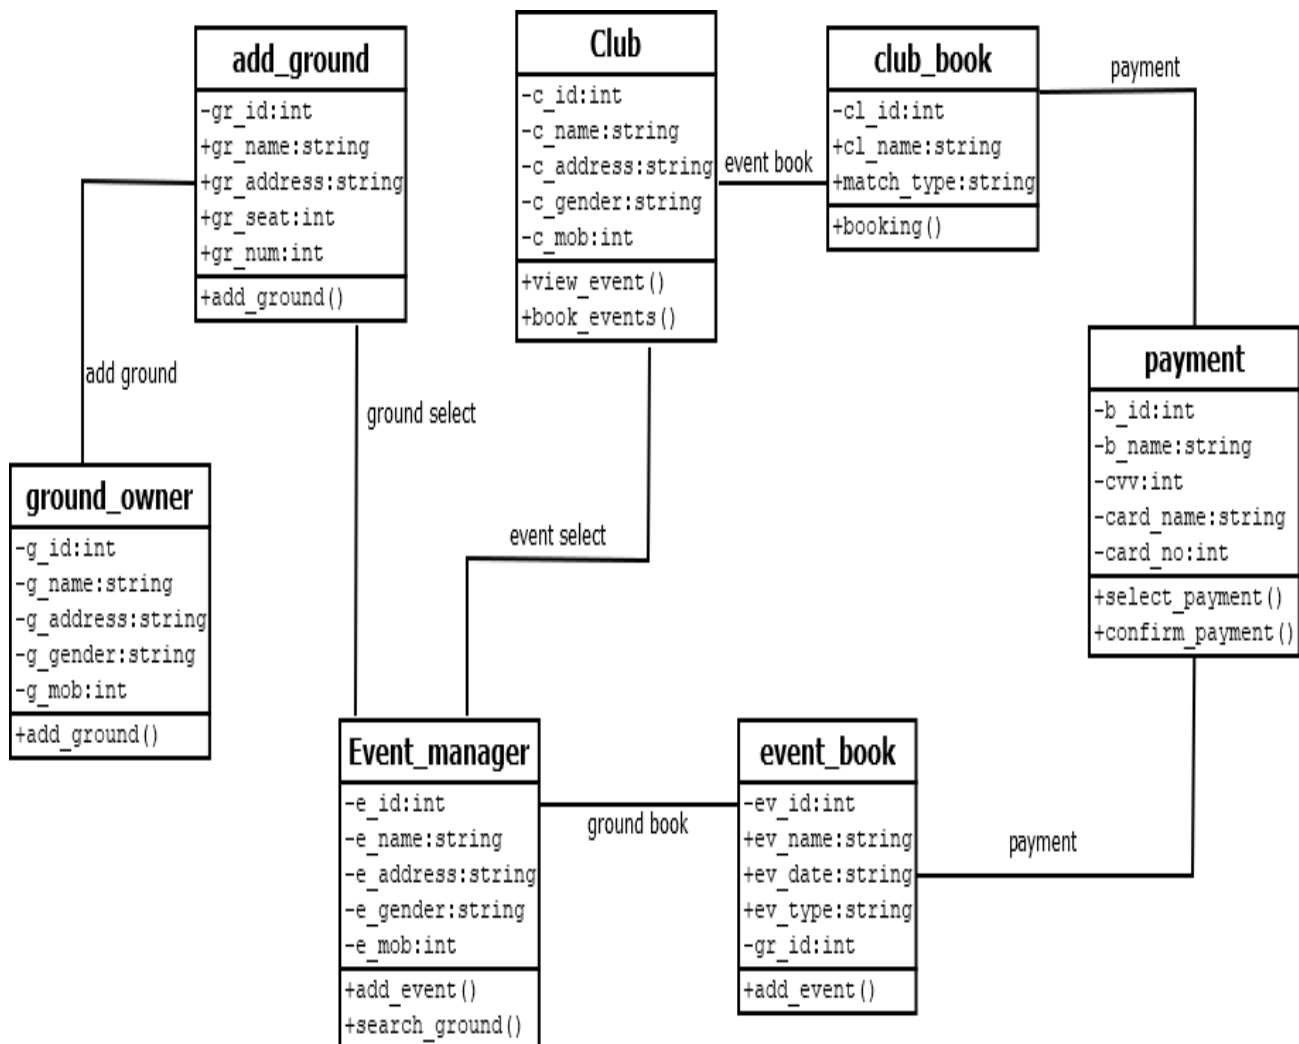 add_ground
-gr_id:int
+gr_name:string
+gr_address:string
+gr_seat:int
+gr_num:int
+add_ground()
Club
-c_id:int
-c_name:string
-c_address:string
-c_gender:string
-c_mob:int
+view_event()
+book_events()
event book
club_book
-cl_id:int
+cl_name:string
+match_type:string
+booking()
payment
add ground
ground select
event select
payment
-b_id:int
-b_name:string
-cvv:int
-card_name:string
-card_no:int
+select_payment()
+confirm_payment()
ground_owner
-g_id:int
-g_name:string
-g_address:string
-g_gender:string
-g_mob:int
+add_ground()
Event_manager
-e_id:int
-e_name:string
-e_address:string
-e_gender:string
-e_mob:int
+add_event()
+search_ground()
ground book
event_book
-ev_id:int
+ev_name:string
+ev_date:string
+ev_type:string
-gr_id:int
+add_event()
payment